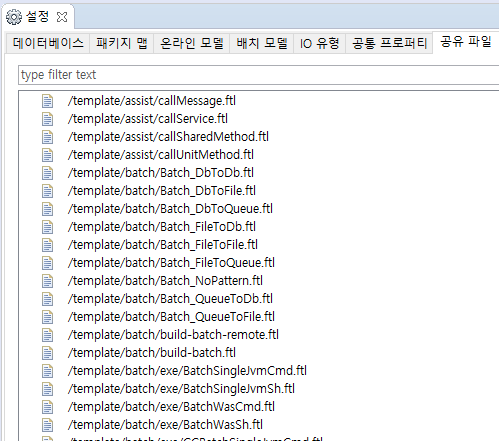 설정
데이터베이스 패키지 맵 온라인 모델 배치 모델 IO 유형 공통 프로퍼티 공유 파일
type filter text
/template/assist/callMessage.ftl
/template/assist/callService.ftl
/template/assist/callSharedMethod.ftl
/template/assist/callUnitMethod.ftl
/template/batch/Batch_DbToDb.ftl
/template/batch/Batch_DbToFile.ftl
/template/batch/Batch_DbToQueue.ftl
/template/batch/Batch_FileToDb.ftl
/template/batch/Batch_FileToFile.ftl
/template/batch/Batch_FileToQueue.ftl
/template/batch/Batch_NoPattern.ftl
/template/batch/Batch_QueueToDb.ftl
/template/batch/Batch_QueueToFile.ftl
/template/batch/build-batch-remote.ftl
/template/batch/build-batch.ftl
/template/batch/exe/BatchSingleJvmCmd.ftl
/template/batch/exe/BatchSingleJvmSh.ftl
/template/batch/exe/BatchWasCmd.ftl
/template/batch/exe/BatchWasSh.ftl